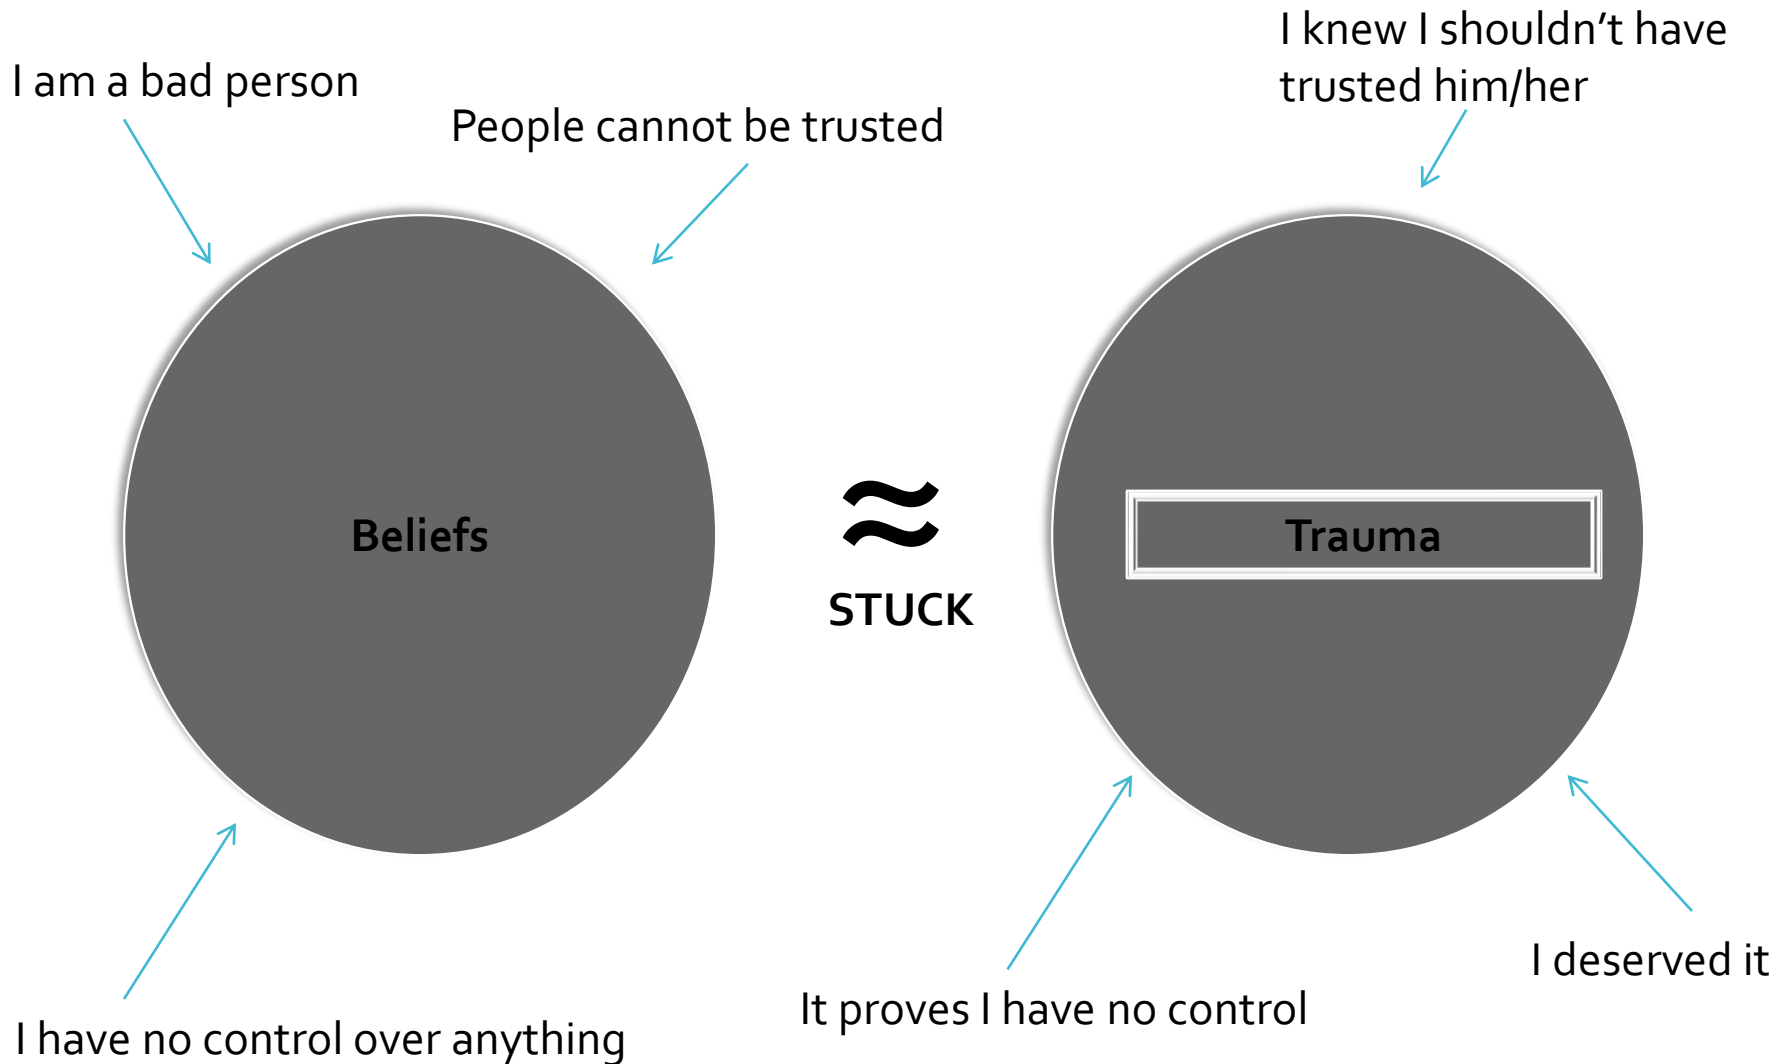 I knew I shouldn’t have
trusted him/her
I am a bad person
People cannot be trusted
Beliefs
≈
STUCK
Trauma
I deserved it
It proves I have no control
I have no control over anything